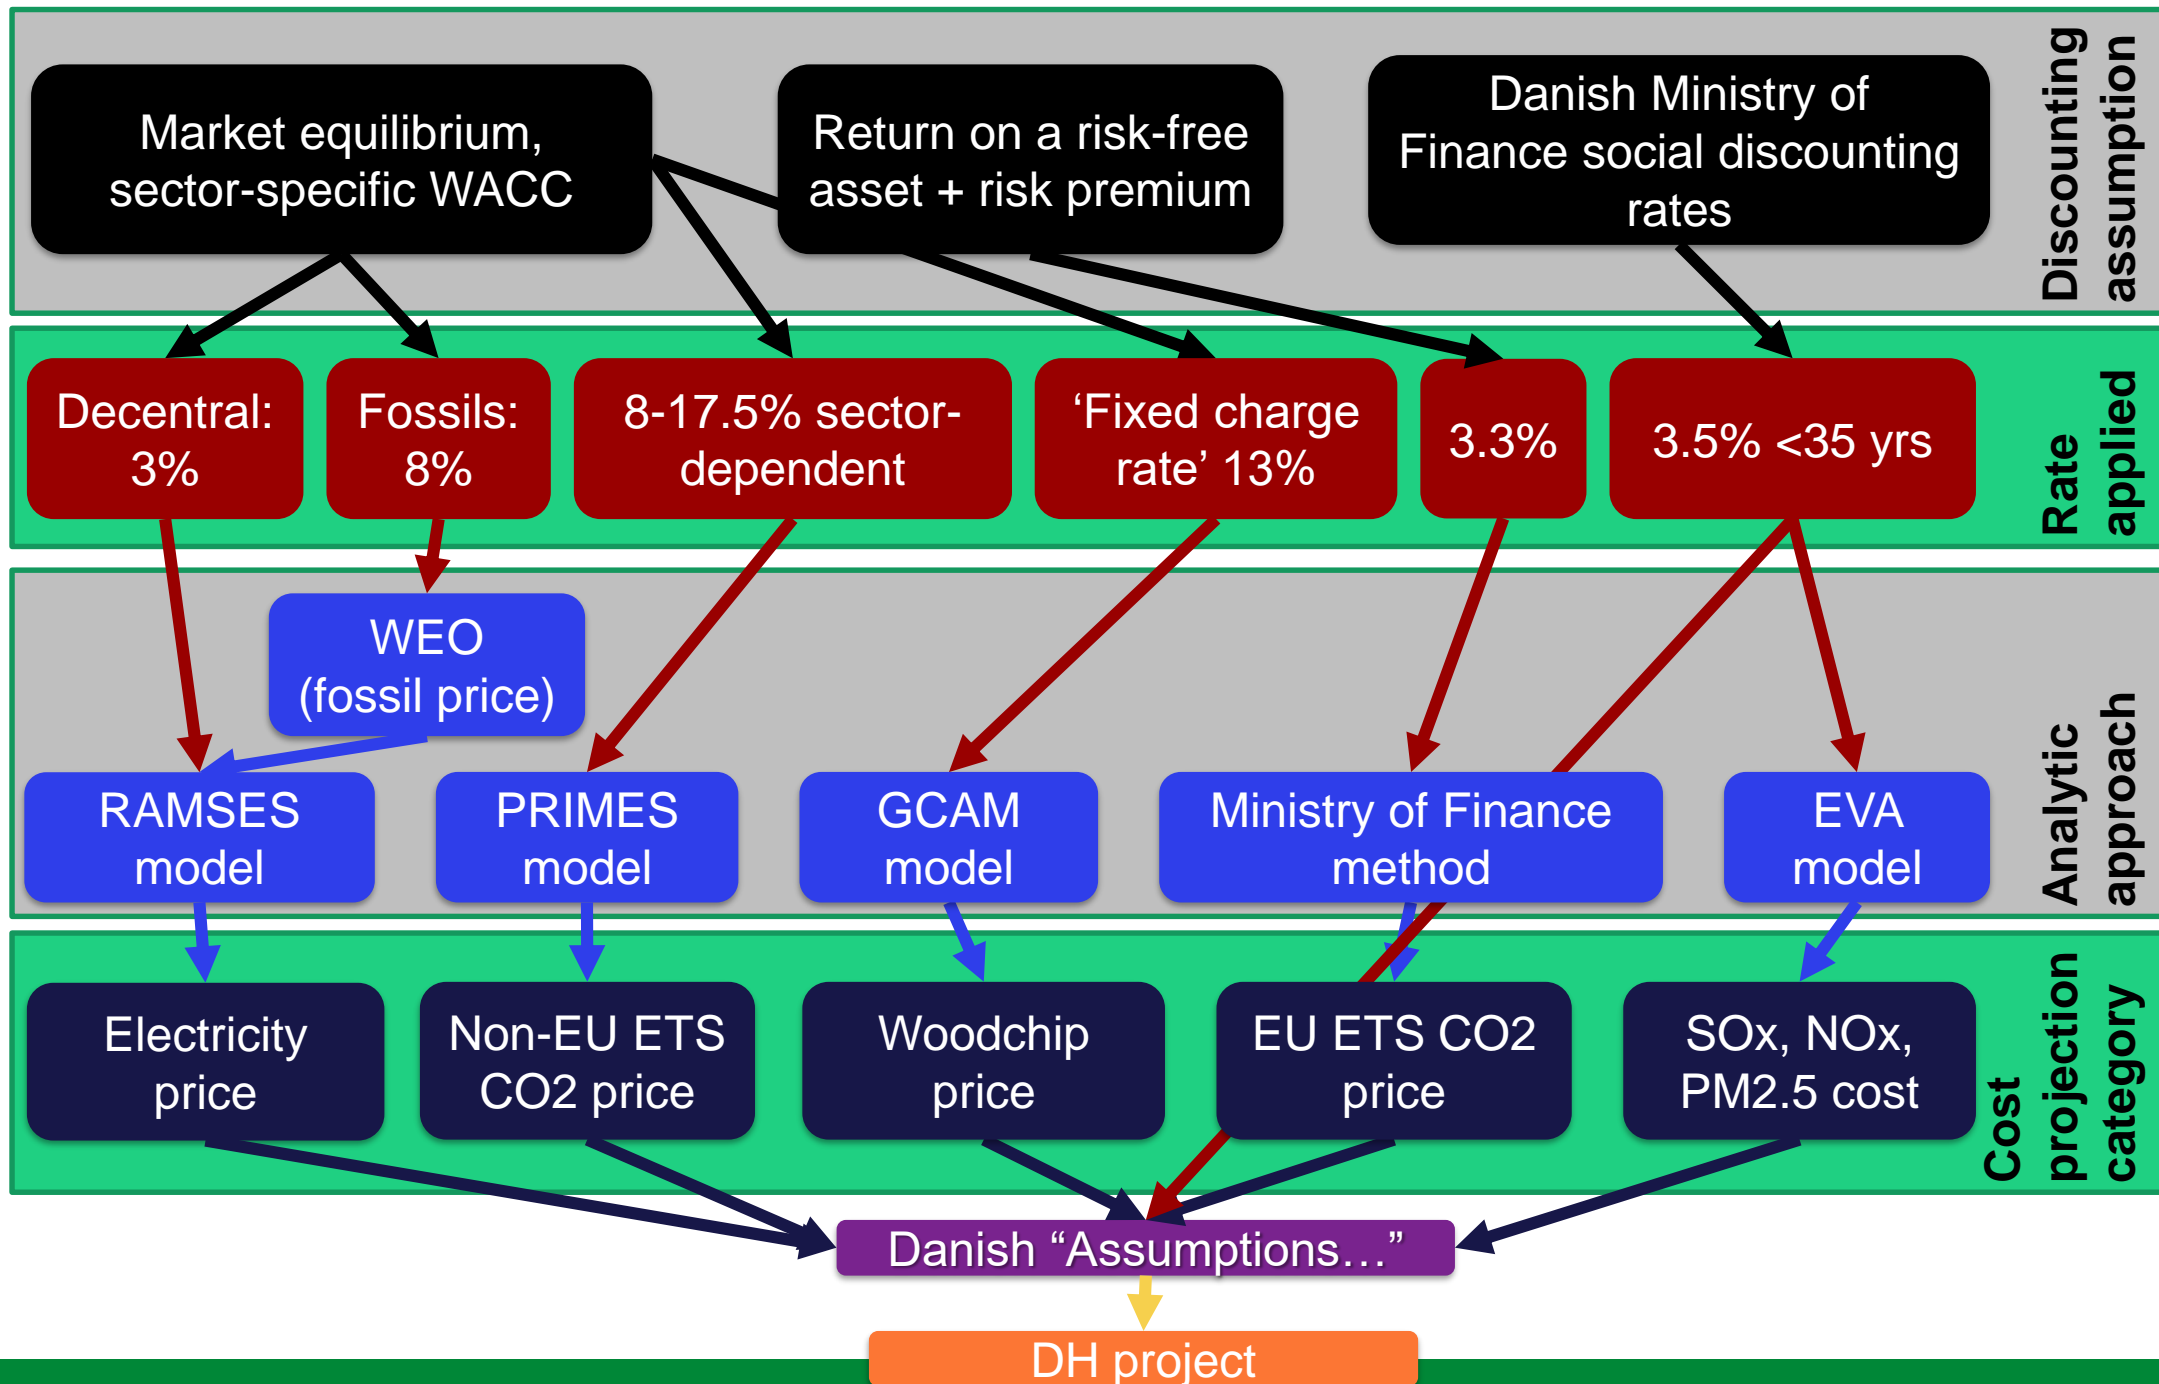 Market equilibrium,
sector-specific WACC
Return on a risk-free
asset + risk premium
Danish Ministry of
Finance social discounting
rates
Discounting
assumption
Decentral:
3%
Fossils:
8%
8-17.5% sector-
dependent
‘Fixed charge
rate’ 13%
3.3%
3.5% <35 yrs
Rate
applied
WEO
(fossil price)
RAMSES
model
PRIMES
model
GCAM
model
Ministry of Finance
method
EVA
model
Analytic
approach
Electricity
price
Non-EU ETS
CO2 price
Woodchip
price
EU ETS CO2
price
SOx, NOx,
PM2.5 cost
Cost
projection
category
Danish “Assumptions…”
DH project